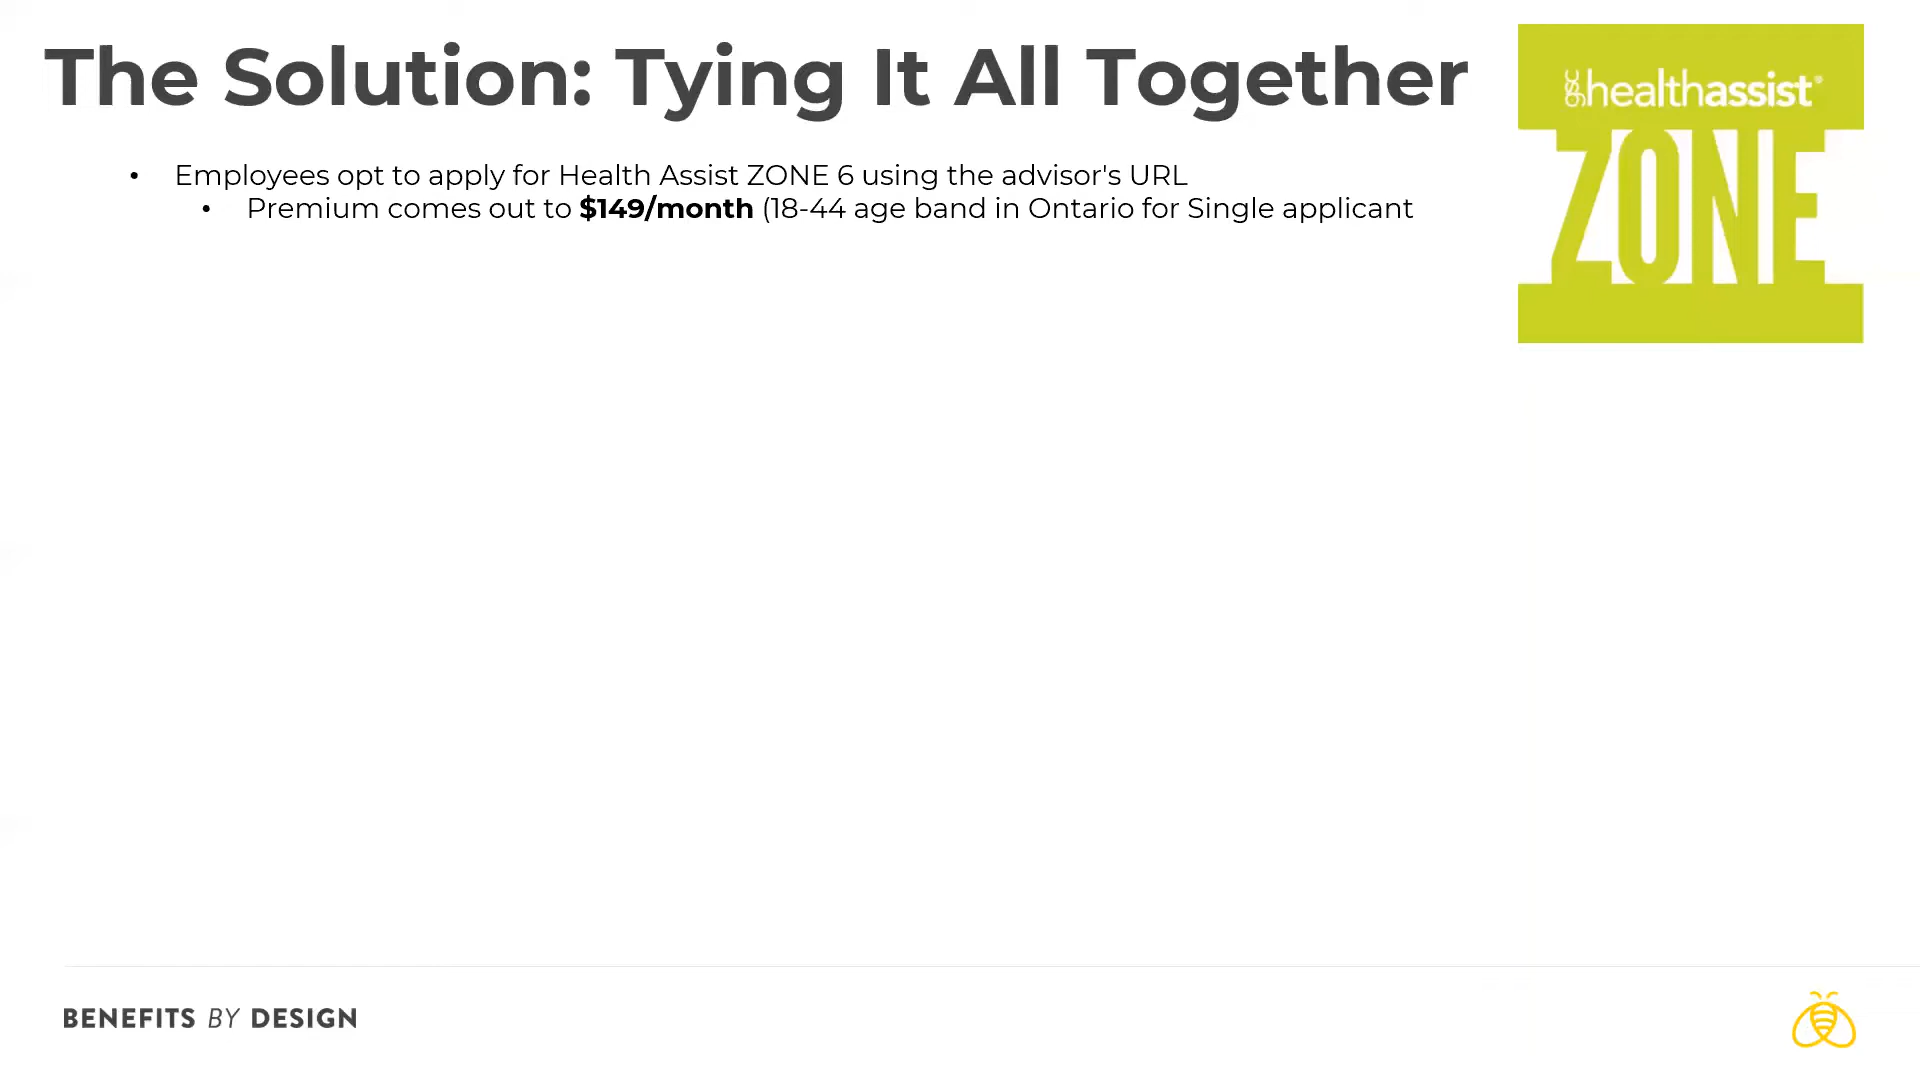 The Solution: Tying It All Together
gsc healthassist®
ZONE
• Employees opt to apply for Health Assist ZONE 6 using the advisor's URL
• Premium comes out to $149/month (18-44 age band in Ontario for Single applicant
BENEFITS BY DESIGN